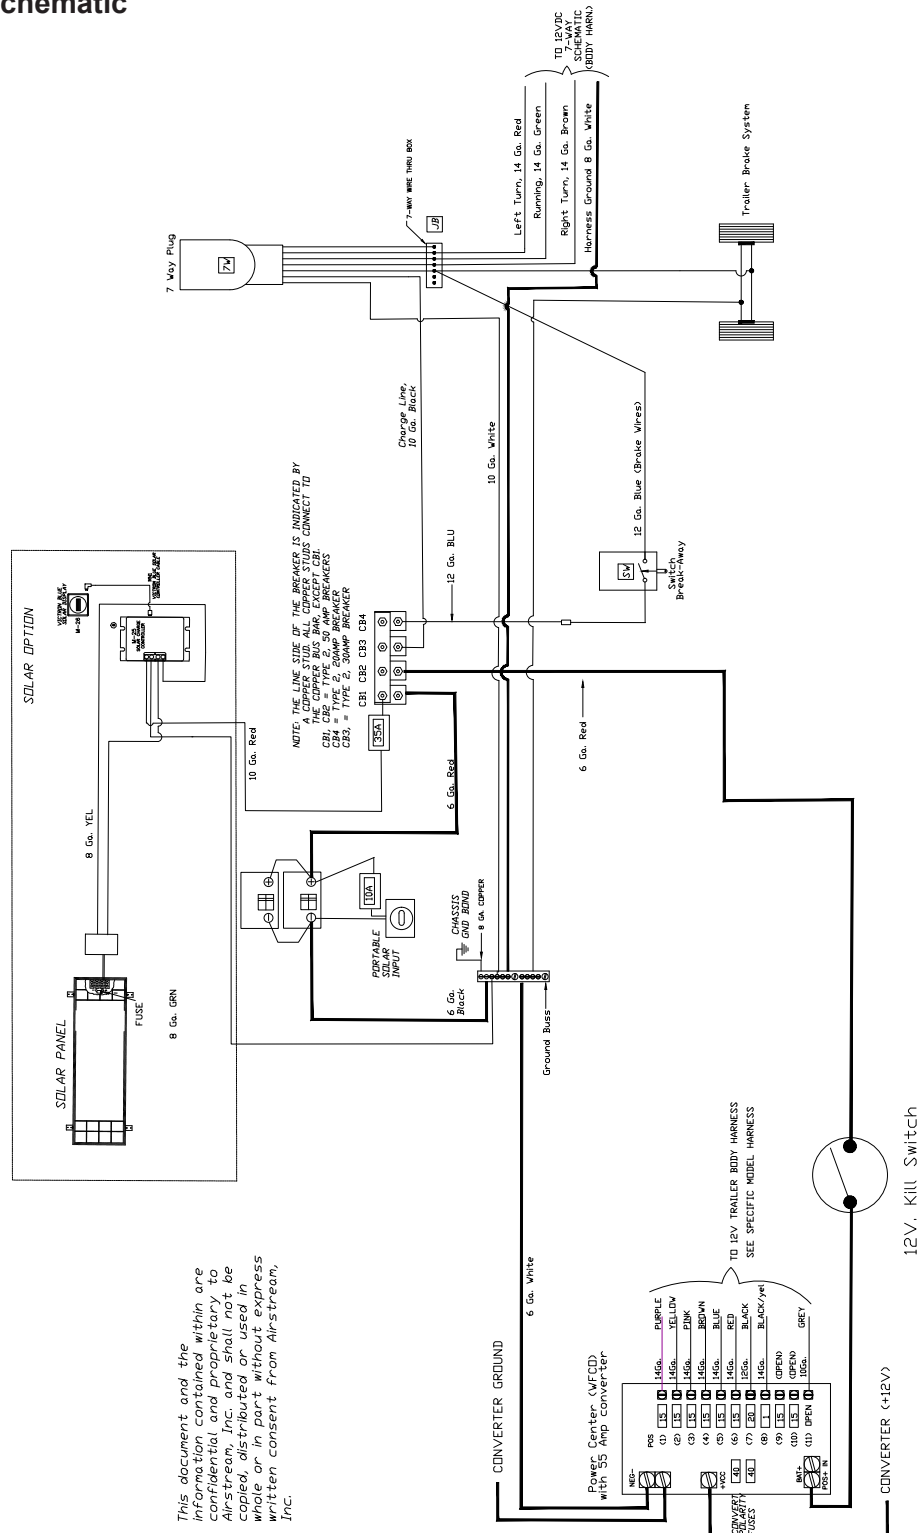 chematic
TO 12VDC
7-WAY
SCHEMATIC
(BODY HARN.)
Left Turn, 14 Ga. Red
Running, 14 Ga. Green
Right Turn, 14 Ga. Brown
Harness Ground 8 Ga. White
Trailer Brake System
7-WAY WIRE THRU BOX
JB
7 Way Plug
7W
Charge Line,
10 Ga. Black
10 Ga. White
12 Ga. Blue (Brake Wires)
12 Ga. BLU
SW
Switch
Break-Away
NOTE: THE LINE SIDE OF THE BREAKER IS INDICATED BY
A COPPER STUD. ALL COPPER STUDS CONNECT TO
THE COPPER BUS BAR, EXCEPT CB1.
CB1, CB2 = TYPE 2, 50 AMP BREAKERS
CB4 = TYPE 2, 20AMP BREAKER
CB3, = TYPE 2, 30AMP BREAKER
CB1 CB2 CB3 CB4
35A
SOLAR OPTION
VICTRON BLUE
SOLAR DISPLAY
M-26
M-25
SOLAR CHARGE
CONTROLLER
10 Ga. Red
8 Ga. YEL
6 Ga. Red
6 Ga. Red
10A
PORTABLE
SOLAR
INPUT
CHASSIS
GND BOND
8 GA. COPPER
6 Ga.
Black
Ground Buss
SOLAR PANEL
FUSE
8 Ga. GRN
This document and the
information contained within are
confidential and proprietary to
Airstream, Inc. and shall not be
copied, distributed or used in
whole or in part without express
written consent from Airstream,
Inc.
6 Ga. White
TO 12V TRAILER BODY HARNESS
SEE SPECIFIC MODEL HARNESS
12V. Kill Switch
CONVERTER GROUND
Power Center (WFCO)
with 55 Amp converter
NEG-
+VCC
BAT+
POS+ IN
POS
(1) 15 14Ga. PURPLE
(2) 15 14Ga. YELLOW
(3) 15 14Ga. PINK
(4) 15 14Ga. BROWN
(5) 15 14Ga. BLUE
(6) 15 14Ga. RED
(7) 20 12Ga. BLACK
(8) 1 14Ga. BLACK/yel
(9) 15 (OPEN)
(10) 15 (OPEN)
(11) OPEN 10Ga. GREY
40
40
FUSES
CONVERTER (+12V)